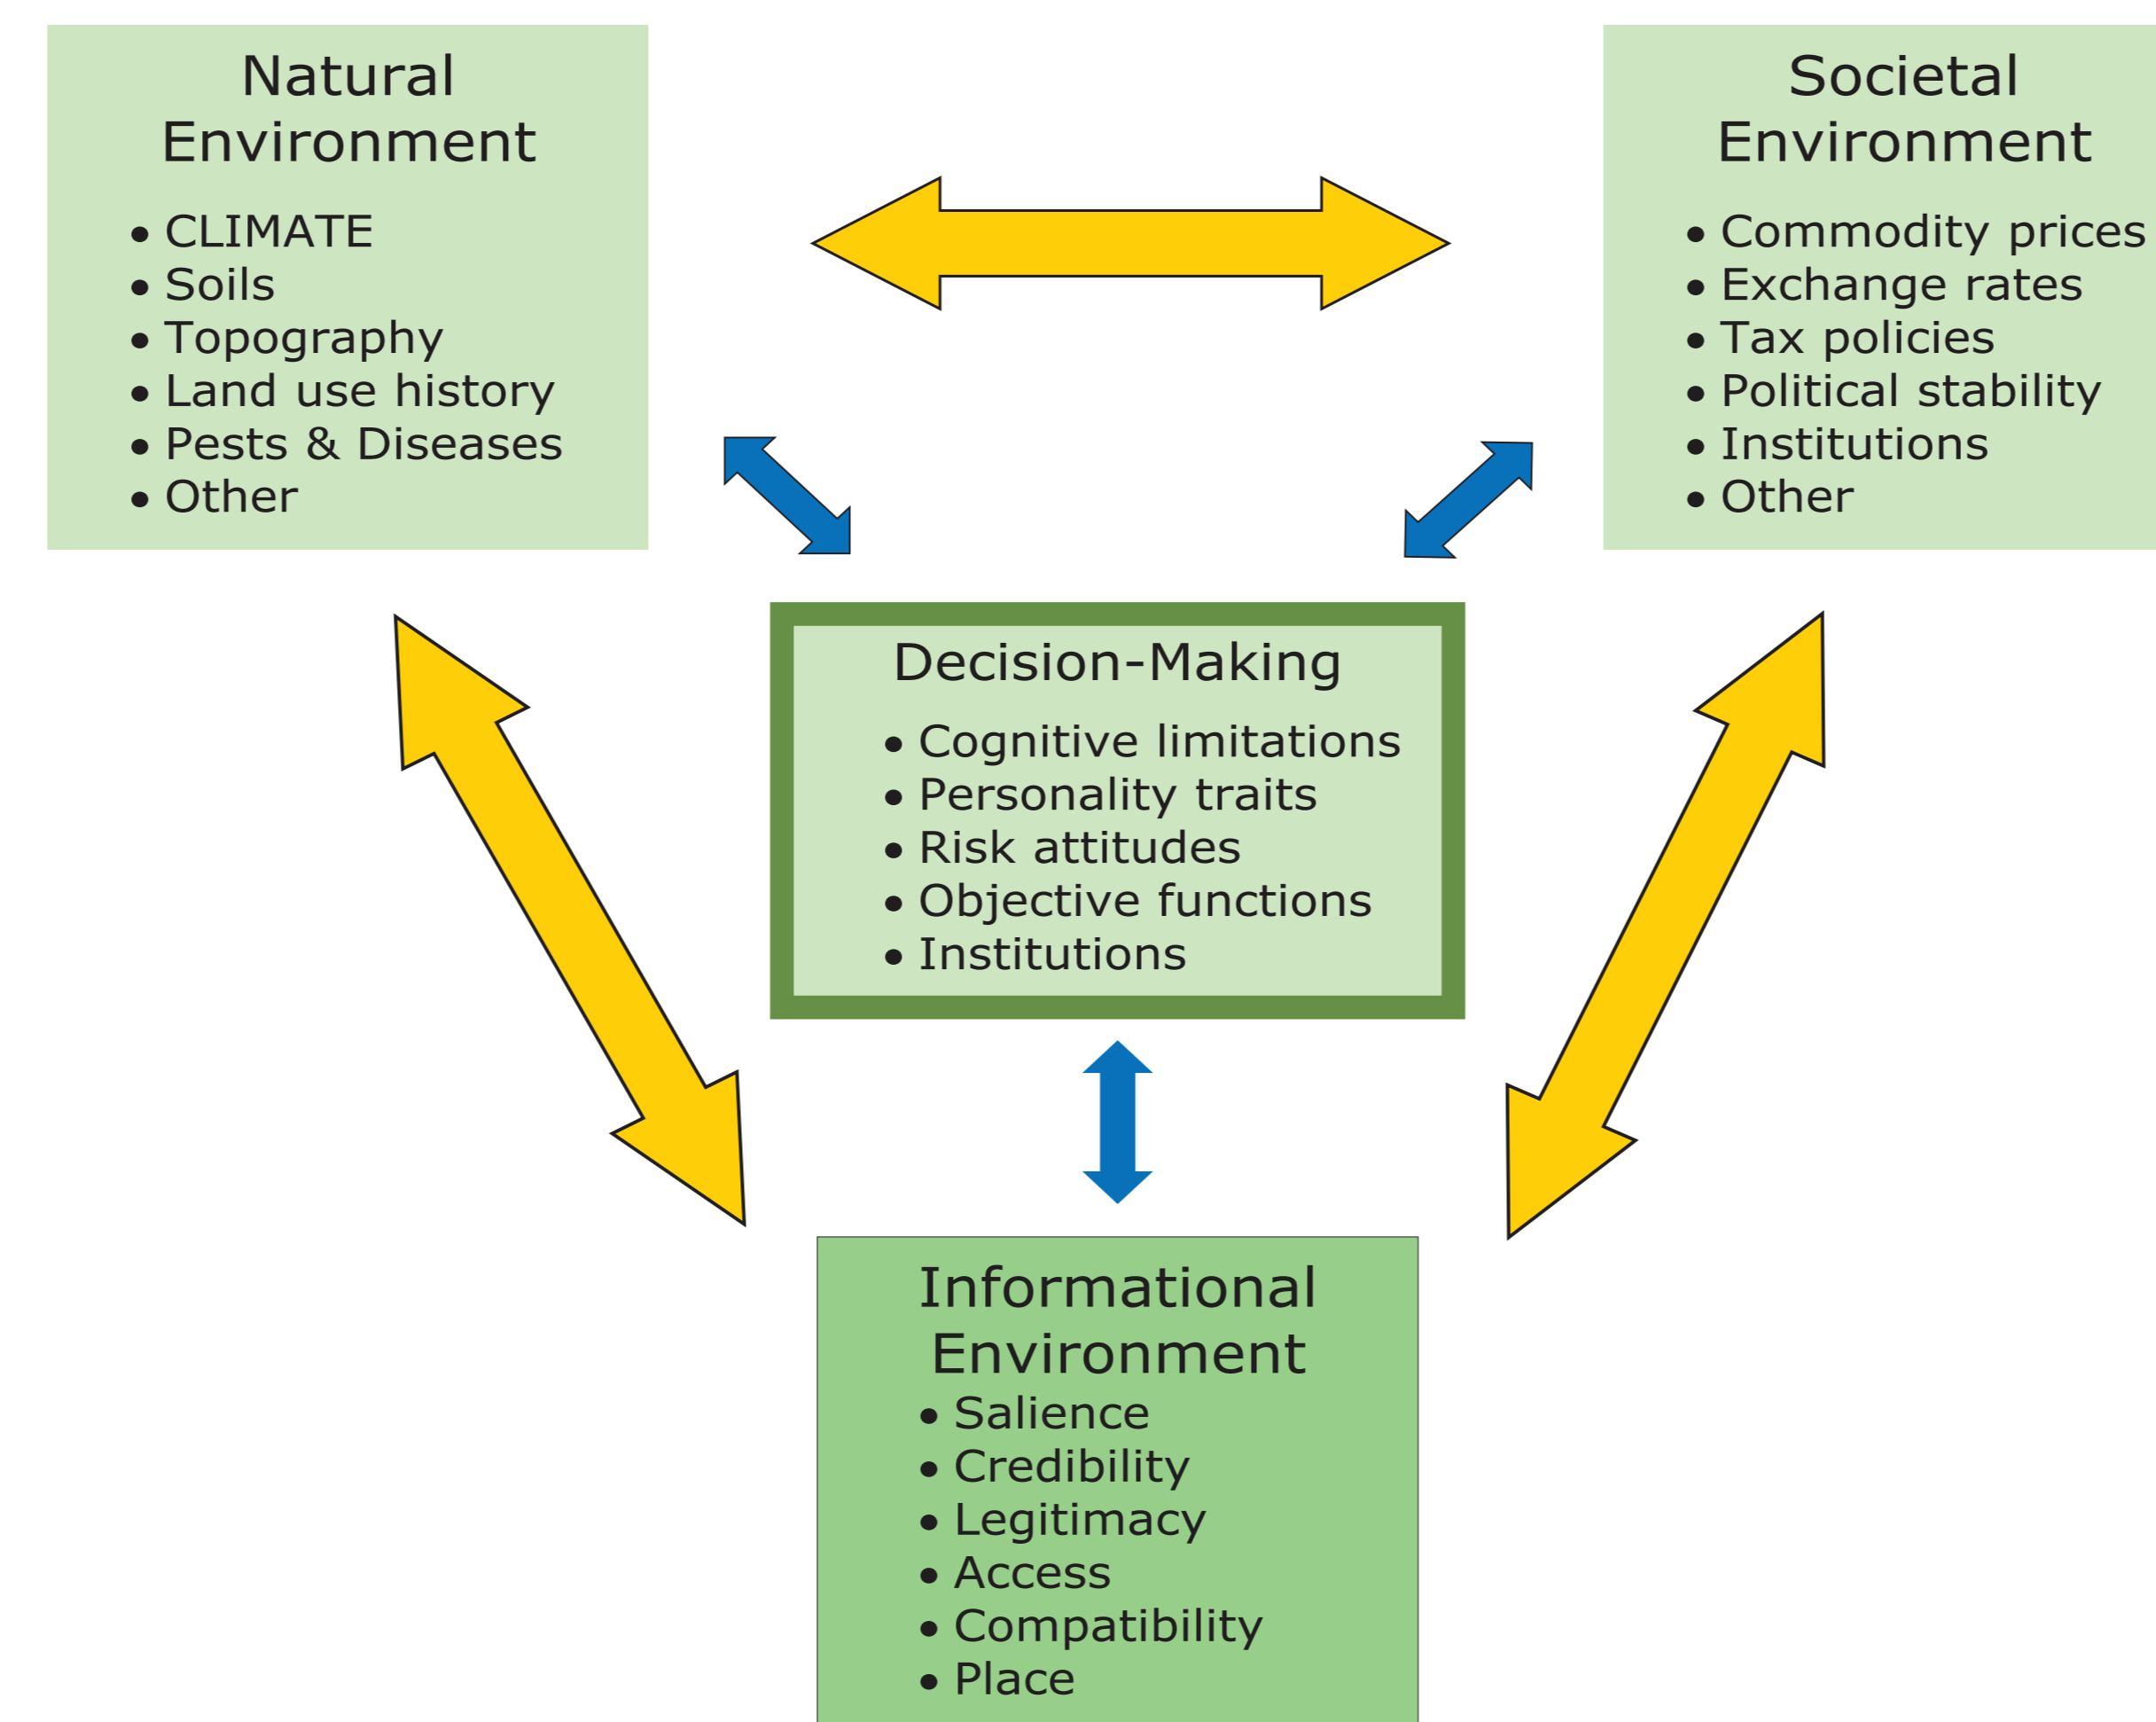 Natural
Environment
• CLIMATE
• Soils
• Topography
• Land use history
• Pests & Diseases
• Other
Societal
Environment
• Commodity prices
• Exchange rates
• Tax policies
• Political stability
• Institutions
• Other
Decision-Making
• Cognitive limitations
• Personality traits
• Risk attitudes
• Objective functions
• Institutions
Informational
Environment
• Salience
• Credibility
• Legitimacy
• Access
• Compatibility
• Place